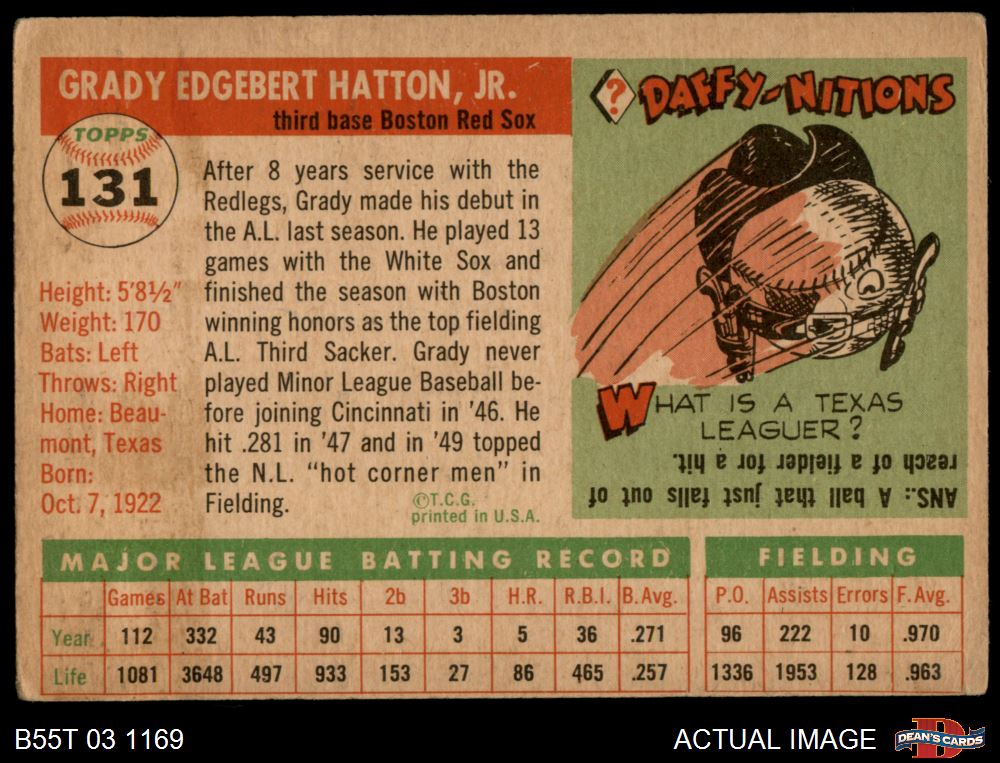 GRADY EDGEBERT HATTON, JR.
third base Boston Red Sox
TOPPS
131
Height: 5'8½"
Weight: 170
Bats: Left
Throws: Right
Home: Beau-
mont, Texas
Born:
Oct. 7, 1922
After 8 years service with the
Redlegs, Grady made his debut in
the A.L. last season. He played 13
games with the White Sox and
finished the season with Boston
winning honors as the top fielding
A.L. Third Sacker. Grady never
played Minor League Baseball be-
fore joining Cincinnati in '46. He
hit .281 in '47 and in '49 topped
the N.L. "hot corner men" in
Fielding.
©T.C.G.
printed in U.S.A.
? DAFFY-NITIONS
WHAT IS A TEXAS
LEAGUER?
ANS.: A ball that just falls out of
reach of a fielder for a hit.
MAJOR LEAGUE BATTING RECORD
Games At Bat Runs Hits 2b 3b H.R. R.B.I. B.Avg.
Year 112 332 43 90 13 3 5 36 .271
Life 1081 3648 497 933 153 27 86 465 .257
FIELDING
P.O. Assists Errors F.Avg.
96 222 10 .970
1336 1953 128 .963
B55T 03 1169
ACTUAL IMAGE
DEAN'S CARDS